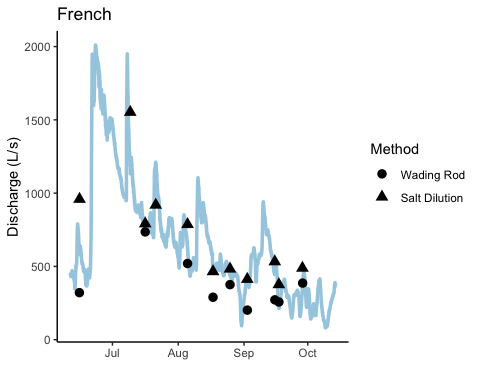 French
2000
1500
1000
500
0
Discharge (L/s)
Jul Aug Sep Oct
Method
Wading Rod
Salt Dilution